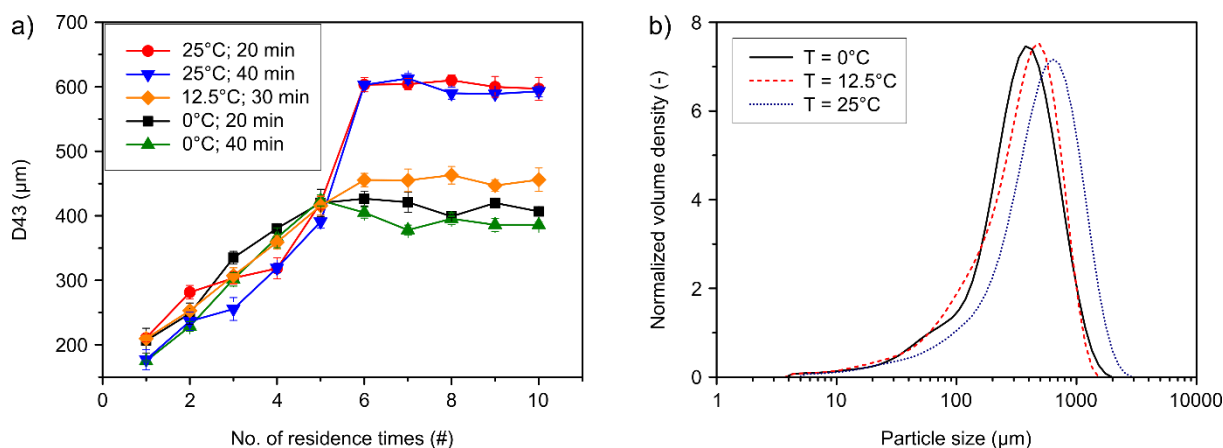 a)
700
600
500
400
300
200
D43 (µm)
25°C; 20 min
25°C; 40 min
12.5°C; 30 min
0°C; 20 min
0°C; 40 min
0 2 4 6 8 10
No. of residence times (#)
b)
8
6
4
2
0
Normalized volume density (-)
T = 0°C
T = 12.5°C
T = 25°C
1 10 100 1000 10000
Particle size (µm)